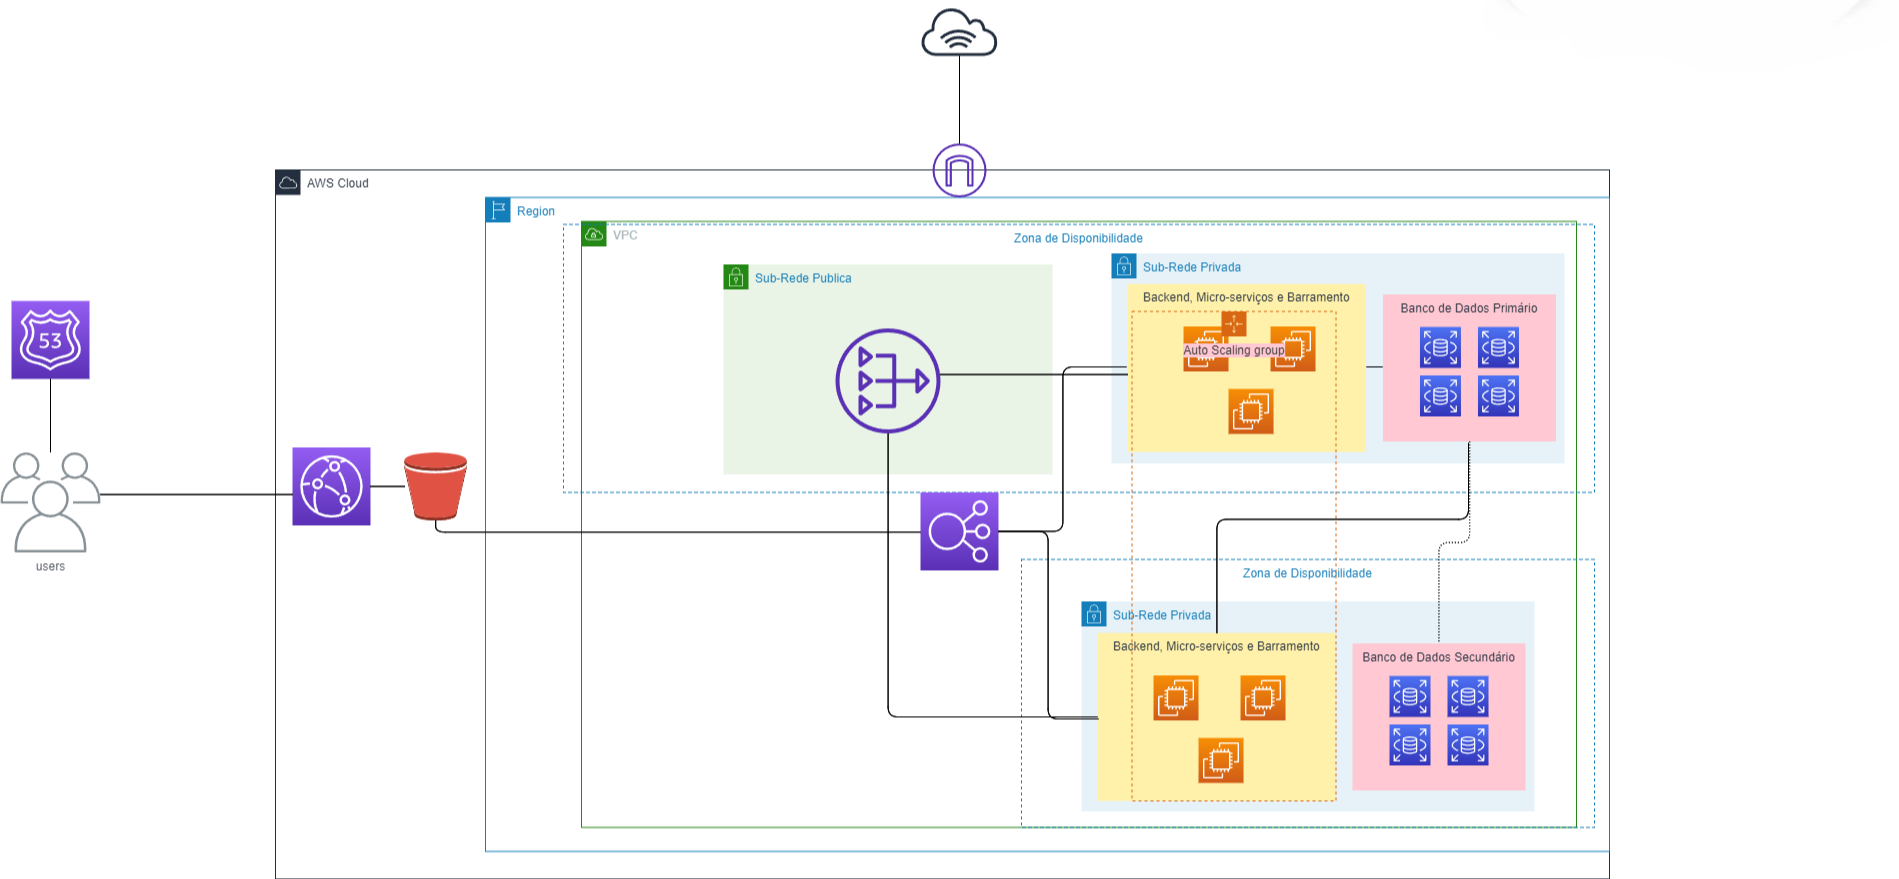 AWS Cloud
Region
VPC
Zona de Disponibilidade
Sub-Rede Publica
Sub-Rede Privada
Backend, Micro-serviços e Barramento
Auto Scaling group
Banco de Dados Primário
53
users
Zona de Disponibilidade
Sub-Rede Privada
Backend, Micro-serviços e Barramento
Banco de Dados Secundário